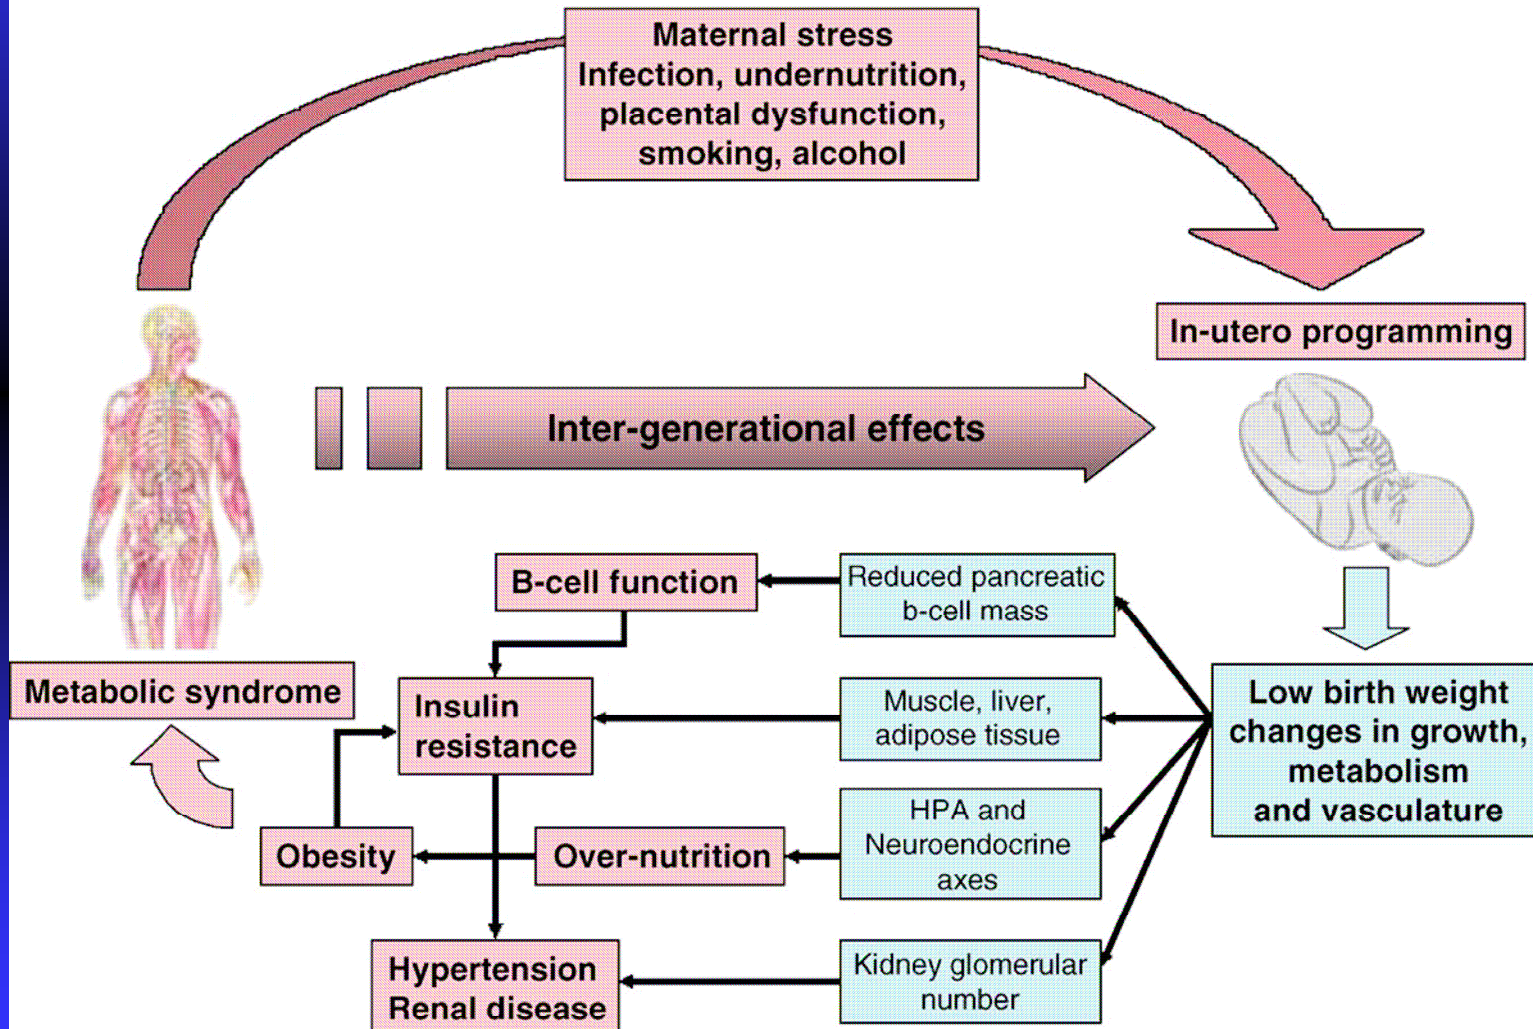 Maternal stress
Infection, undernutrition,
placental dysfunction,
smoking, alcohol
In-utero programming
Inter-generational effects
B-cell function
Reduced pancreatic
b-cell mass
Metabolic syndrome
Insulin
resistance
Muscle, liver,
adipose tissue
Low birth weight
changes in growth,
metabolism
and vasculature
Obesity
Over-nutrition
HPA and
Neuroendocrine
axes
Hypertension
Renal disease
Kidney glomerular
number